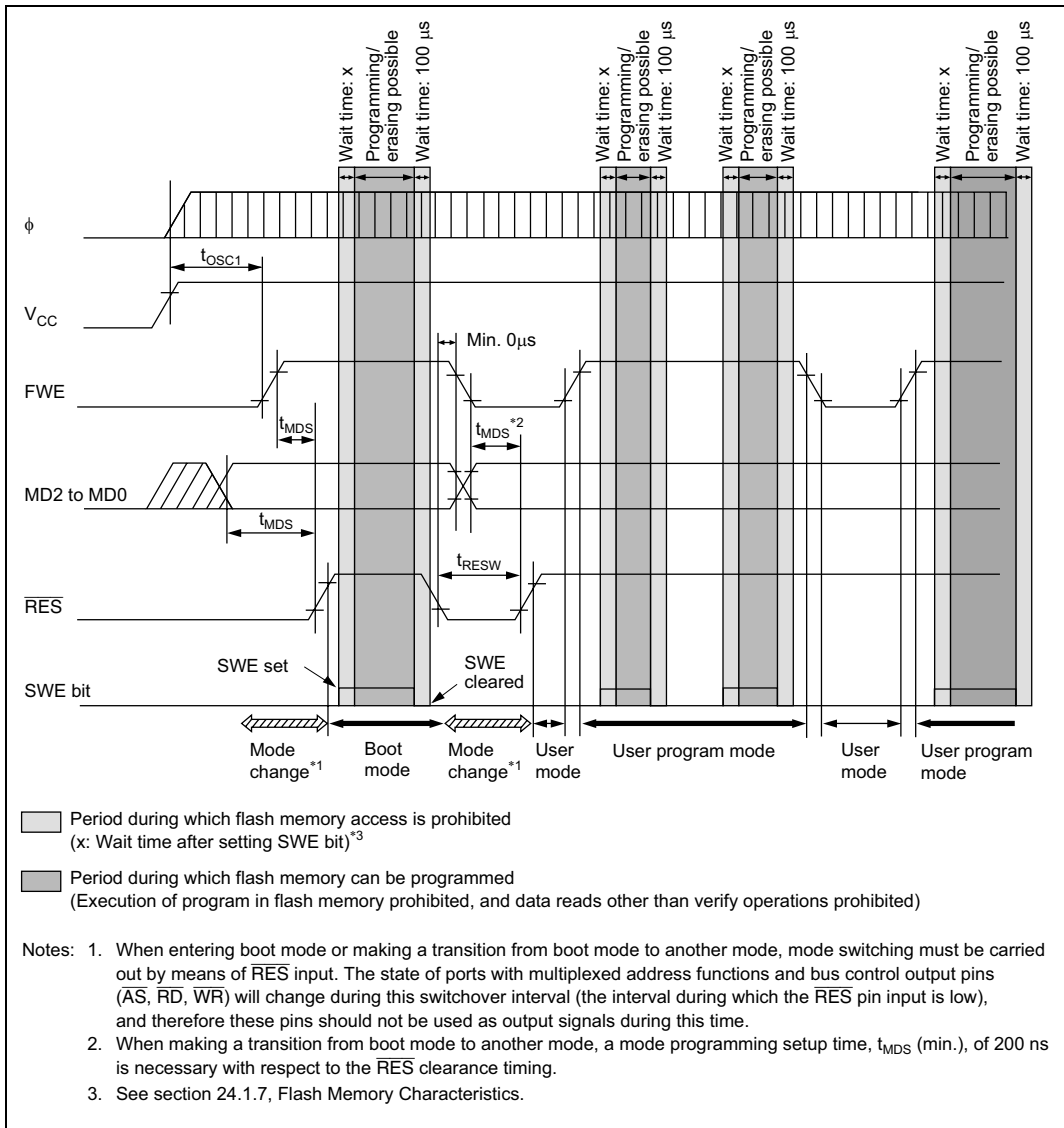 Wait time: x
Programming/
erasing possible
Wait time: 100 μs
Wait time: x
Programming/
erasing possible
Wait time: 100 μs
Wait time: x
Programming/
erasing possible
Wait time: 100 μs
Wait time: x
Programming/
erasing possible
Wait time: 100 μs
ϕ
tOSC1
VCC
Min. 0μs
FWE
tMDS
tMDS*2
MD2 to MD0
tMDS
tRESW
RES
SWE set
SWE
cleared
SWE bit
Mode
change*1
Boot
mode
Mode
change*1
User
mode
User program mode
User
mode
User program
mode
Period during which flash memory access is prohibited
(x: Wait time after setting SWE bit)*3
Period during which flash memory can be programmed
(Execution of program in flash memory prohibited, and data reads other than verify operations prohibited)
Notes: 1. When entering boot mode or making a transition from boot mode to another mode, mode switching must be carried
out by means of RES input. The state of ports with multiplexed address functions and bus control output pins
(AS, RD, WR) will change during this switchover interval (the interval during which the RES pin input is low),
and therefore these pins should not be used as output signals during this time.
2. When making a transition from boot mode to another mode, a mode programming setup time, tMDS (min.), of 200 ns
is necessary with respect to the RES clearance timing.
3. See section 24.1.7, Flash Memory Characteristics.